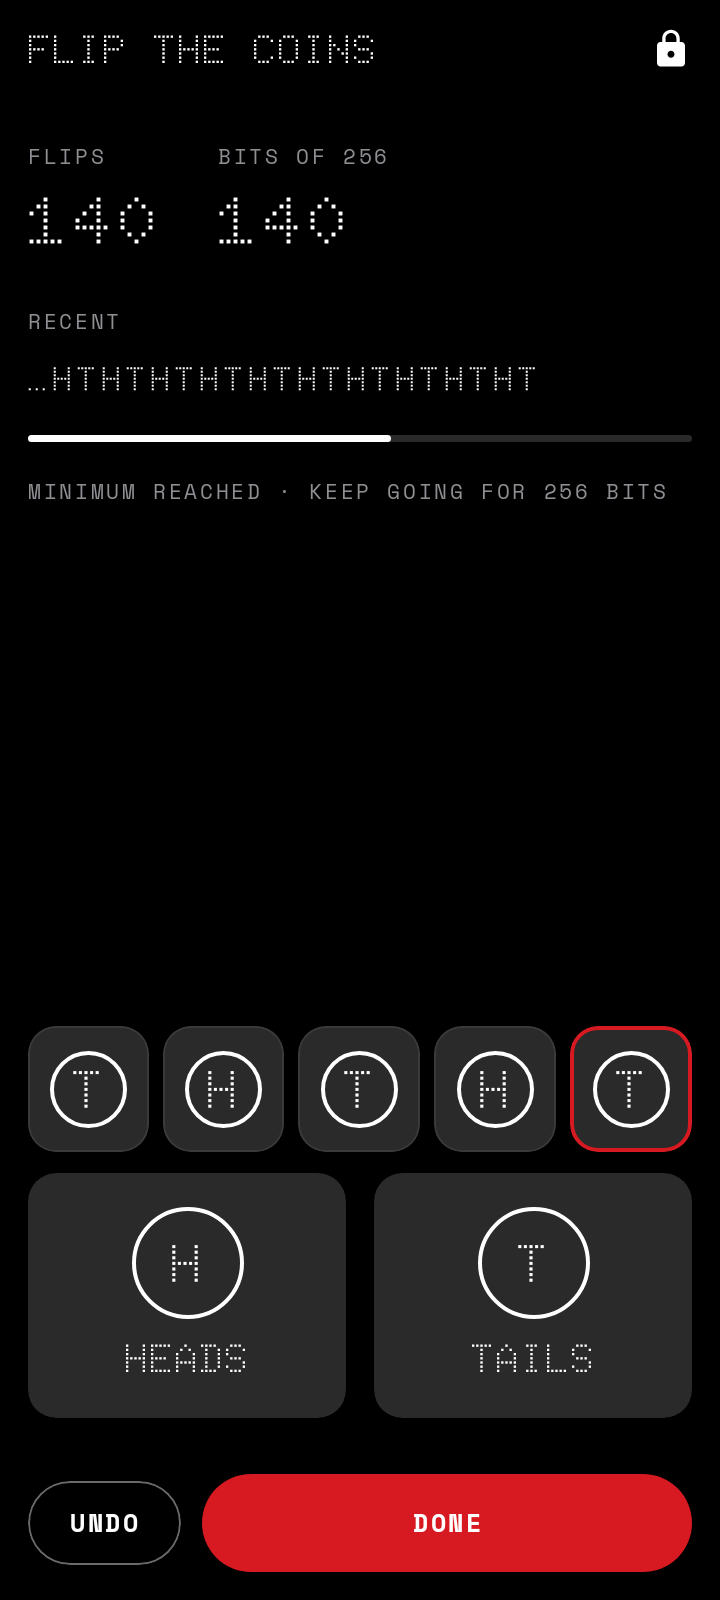 FLIP THE COINS
FLIPS BITS OF 256
140 140
RECENT
…HTHTHTHTHTHTHTHTHTHT
MINIMUM REACHED · KEEP GOING FOR 256 BITS
T H T H T
H T
HEADS TAILS
UNDO DONE